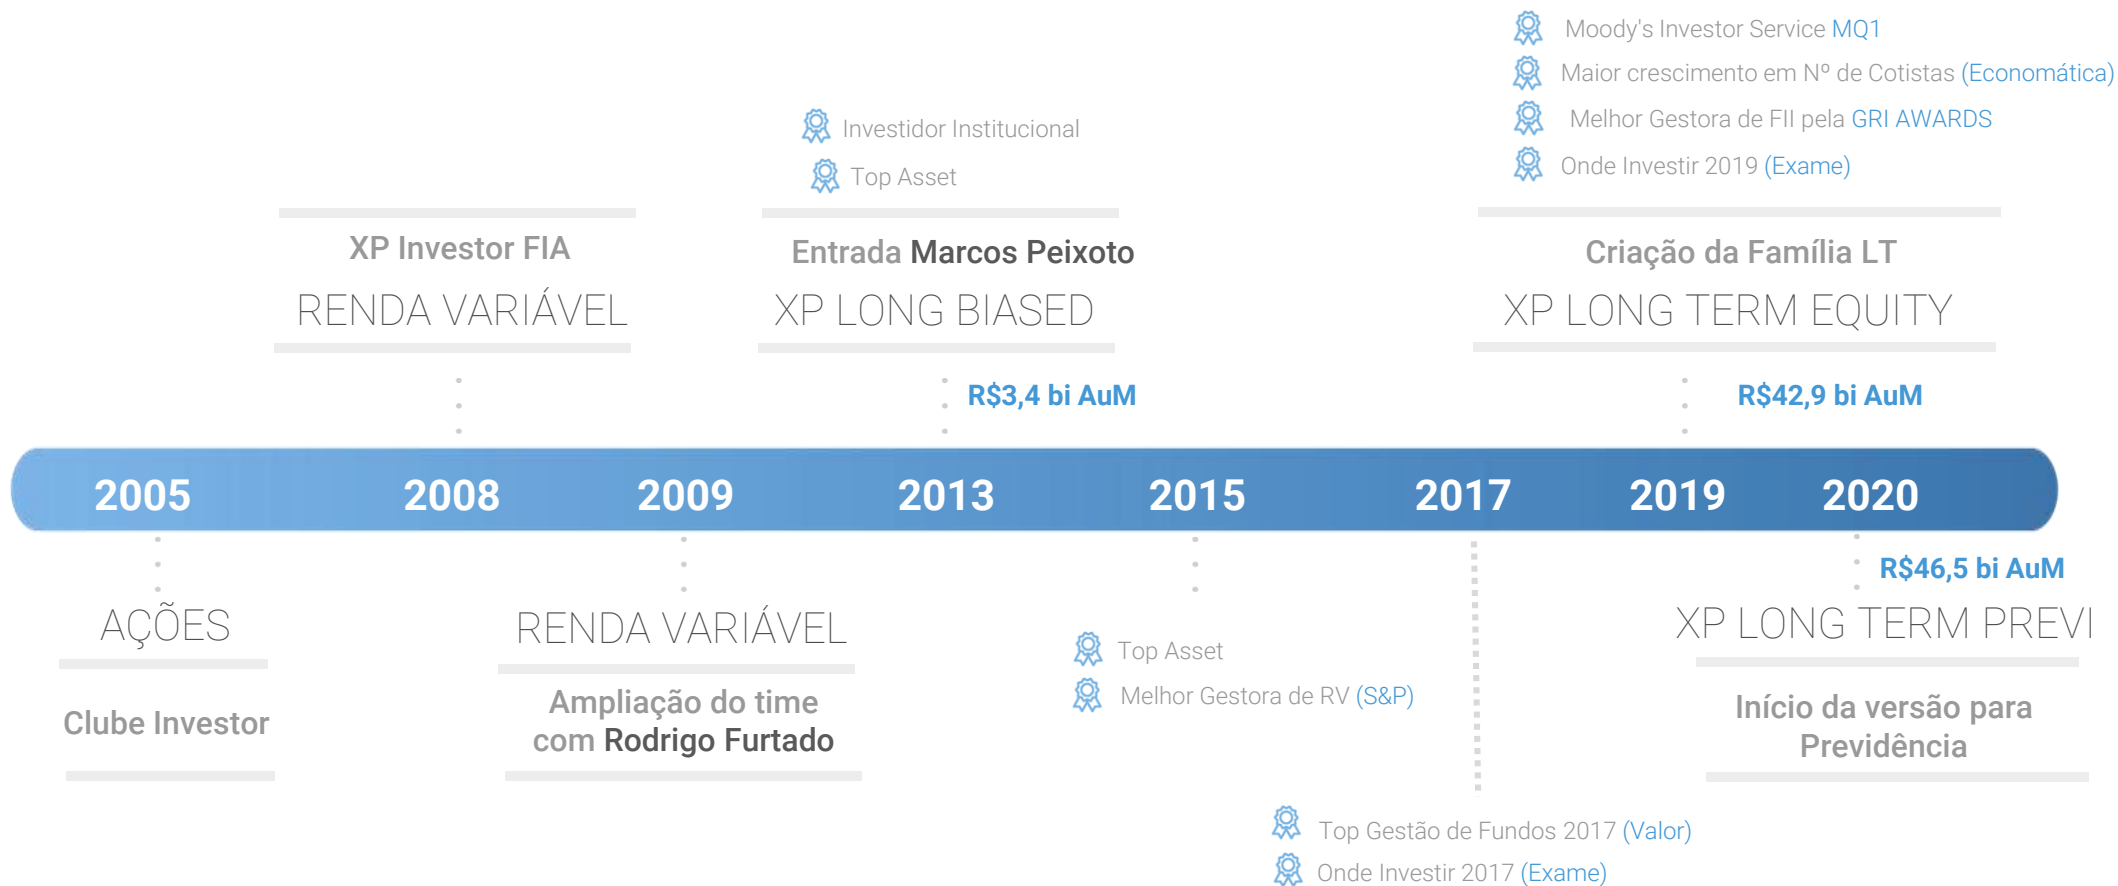 Moody's Investor Service MQ1
Maior crescimento em Nº de Cotistas (Economática)
Melhor Gestora de FII pela GRI AWARDS
Onde Investir 2019 (Exame)
Investidor Institucional
Top Asset
XP Investor FIA
RENDA VARIÁVEL
Entrada Marcos Peixoto
XP LONG BIASED
Criação da Família LT
XP LONG TERM EQUITY
R$3,4 bi AuM
R$42,9 bi AuM
2005
2008
2009
2013
2015
2017
2019
2020
R$46,5 bi AuM
AÇÕES
Clube Investor
RENDA VARIÁVEL
Ampliação do time
com Rodrigo Furtado
Top Asset
Melhor Gestora de RV (S&P)
XP LONG TERM PREVI
Início da versão para
Previdência
Top Gestão de Fundos 2017 (Valor)
Onde Investir 2017 (Exame)